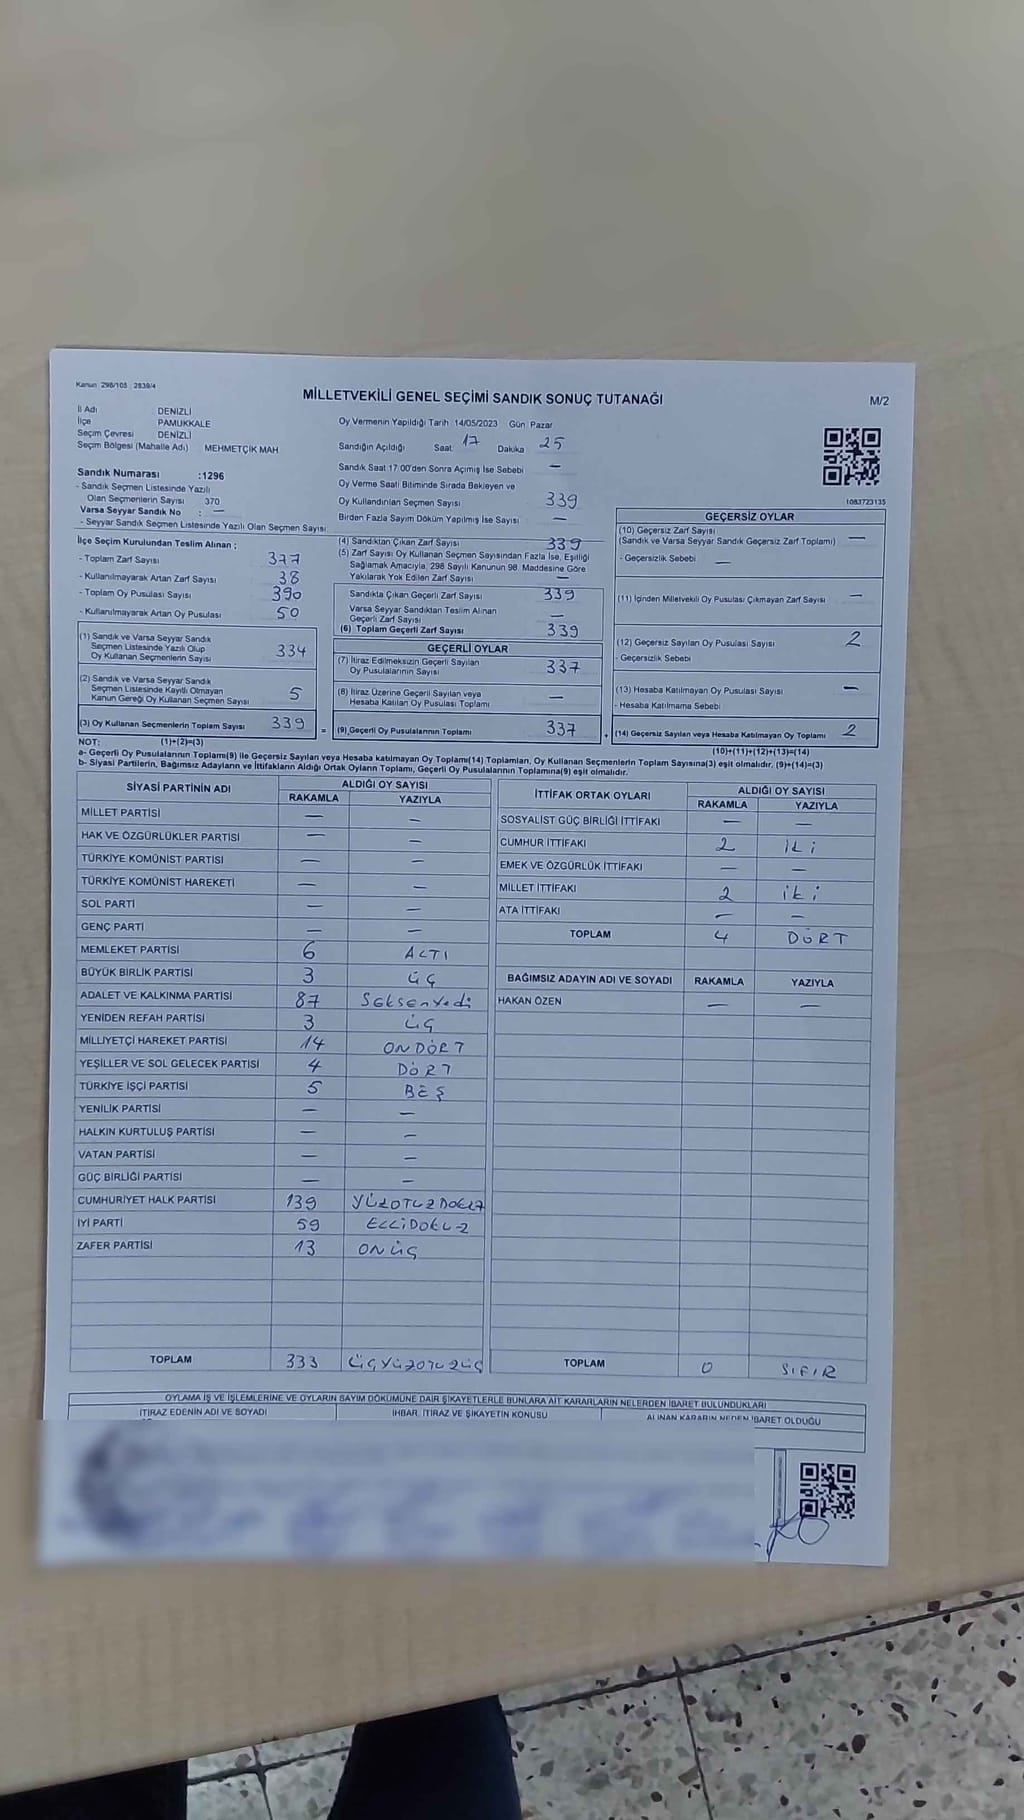 Kanun 298/105 2839/4
MİLLETVEKİLİ GENEL SEÇİMİ SANDIK SONUÇ TUTANAĞI
M/2
İl Adı DENİZLİ
İlçe PAMUKKALE
Seçim Çevresi DENİZLİ
Seçim Bölgesi (Mahalle Adı) MEHMETÇİK MAH
Sandık Numarası :1296
- Sandık Seçmen Listesinde Yazılı
Olan Seçmenlerin Sayısı 370
Varsa Seyyar Sandık No : —
- Seyyar Sandık Seçmen Listesinde Yazılı Olan Seçmen Sayısı
Oy Vermenin Yapıldığı Tarih 14/05/2023 Gün Pazar
Sandığın Açıldığı Saat 17 Dakika 25
Sandık Saat 17:00'den Sonra Açımış İse Sebebi —
Oy Verme Saati Bitiminde Sırada Bekleyen ve
Oy Kullandırılan Seçmen Sayısı 339
Birden Fazla Sayım Döküm Yapılmış İse Sayısı —
1083723135
İlçe Seçim Kurulundan Teslim Alınan ;
- Toplam Zarf Sayısı 377
- Kullanılmayarak Artan Zarf Sayısı 38
- Toplam Oy Pusulası Sayısı 390
- Kullanılmayarak Artan Oy Pusulası 50
(1) Sandık ve Varsa Seyyar Sandık
Seçmen Listesinde Yazılı Olup
Oy Kullanan Seçmenlerin Sayısı 334
(2) Sandık ve Varsa Seyyar Sandık
Seçmen Listesinde Kayıtlı Olmayan
Kanun Gereği Oy Kullanan Seçmen Sayısı 5
(3) Oy Kullanan Seçmenlerin Toplam Sayısı 339
(4) Sandıktan Çıkan Zarf Sayısı 339
(5) Zarf Sayısı Oy Kullanan Seçmen Sayısından Fazla İse, Eşitliği
Sağlamak Amacıyla, 298 Sayılı Kanunun 98. Maddesine Göre
Yakılarak Yok Edilen Zarf Sayısı —
Sandıkta Çıkan Geçerli Zarf Sayısı 339
Varsa Seyyar Sandıktan Teslim Alınan
Geçerli Zarf Sayısı —
(6) Toplam Geçerli Zarf Sayısı 339
GEÇERLİ OYLAR
(7) İtiraz Edilmeksizin Geçerli Sayılan
Oy Pusulalarının Sayısı 337
(8) İtiraz Üzerine Geçerli Sayılan veya
Hesaba Katılan Oy Pusulası Toplamı —
= (9) Geçerli Oy Pusulalarının Toplamı 337
GEÇERSİZ OYLAR
(10) Geçersiz Zarf Sayısı
(Sandık ve Varsa Seyyar Sandık Geçersiz Zarf Toplamı) —
- Geçersizlik Sebebi —
(11) İçinden Milletvekili Oy Pusulası Çıkmayan Zarf Sayısı —
(12) Geçersiz Sayılan Oy Pusulası Sayısı 2
- Geçersizlik Sebebi
(13) Hesaba Katılmayan Oy Pusulası Sayısı —
- Hesaba Katılmama Sebebi
+ (14) Geçersiz Sayılan veya Hesaba Katılmayan Oy Toplamı 2
NOT: (1)+(2)=(3)
(10)+(11)+(12)+(13)=(14)
a- Geçerli Oy Pusulalarının Toplamı(9) ile Geçersiz Sayılan veya Hesaba katılmayan Oy Toplam(14) Toplamları, Oy Kullanan Seçmenlerin Toplam Sayısına(3) eşit olmalıdır. (9)+(14)=(3)
b- Siyasi Partilerin, Bağımsız Adayların ve İttifakların Aldığı Ortak Oyların Toplamı, Geçerli Oy Pusulalarının Toplamına(9) eşit olmalıdır.
SİYASİ PARTİNİN ADI ALDIĞI OY SAYISI
RAKAMLA YAZIYLA
MİLLET PARTİSİ — —
HAK VE ÖZGÜRLÜKLER PARTİSİ — —
TÜRKİYE KOMÜNİST PARTİSİ — —
TÜRKİYE KOMÜNİST HAREKETİ — —
SOL PARTİ — —
GENÇ PARTİ — —
MEMLEKET PARTİSİ 6 ALTI
BÜYÜK BİRLİK PARTİSİ 3 ÜÇ
ADALET VE KALKINMA PARTİSİ 87 Seksenyedi
YENİDEN REFAH PARTİSİ 3 ÜÇ
MİLLİYETÇİ HAREKET PARTİSİ 14 ONDÖRT
YEŞİLLER VE SOL GELECEK PARTİSİ 4 DÖRT
TÜRKİYE İŞÇİ PARTİSİ 5 BEŞ
YENİLİK PARTİSİ — —
HALKIN KURTULUŞ PARTİSİ — —
VATAN PARTİSİ — —
GÜÇ BİRLİĞİ PARTİSİ — —
CUMHURİYET HALK PARTİSİ 139 YÜZOTUZDOKUZ
İYİ PARTİ 59 ELLİDOKUZ
ZAFER PARTİSİ 13 ONÜÇ
TOPLAM 333 ÜÇYÜZOTUZÜÇ
İTTİFAK ORTAK OYLARI ALDIĞI OY SAYISI
RAKAMLA YAZIYLA
SOSYALİST GÜÇ BİRLİĞİ İTTİFAKI — —
CUMHUR İTTİFAKI 2 İki
EMEK VE ÖZGÜRLÜK İTTİFAKI — —
MİLLET İTTİFAKI 2 iki
ATA İTTİFAKI — —
TOPLAM 4 DÖRT
BAĞIMSIZ ADAYIN ADI VE SOYADI RAKAMLA YAZIYLA
HAKAN ÖZEN — —
TOPLAM 0 SIFIR
OYLAMA İŞ VE İŞLEMLERİNE VE OYLARIN SAYIM DÖKÜMÜNE DAİR ŞİKAYETLERLE BUNLARA AİT KARARLARIN NELERDEN İBARET BULUNDUKLARI
İTİRAZ EDENİN ADI VE SOYADI İHBAR, İTİRAZ VE ŞİKAYETİN KONUSU ALINAN KARARIN NEDEN İBARET OLDUĞU